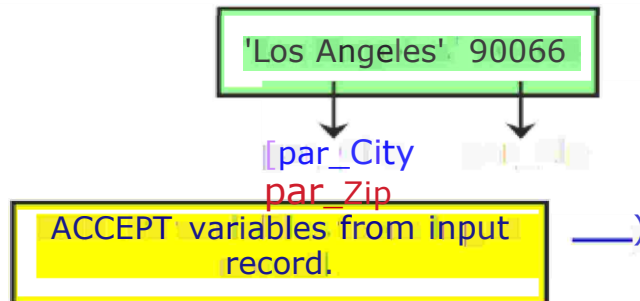 'Los Angeles' 90066
[par_City
par_Zip
ACCEPT variables from input
record.
)